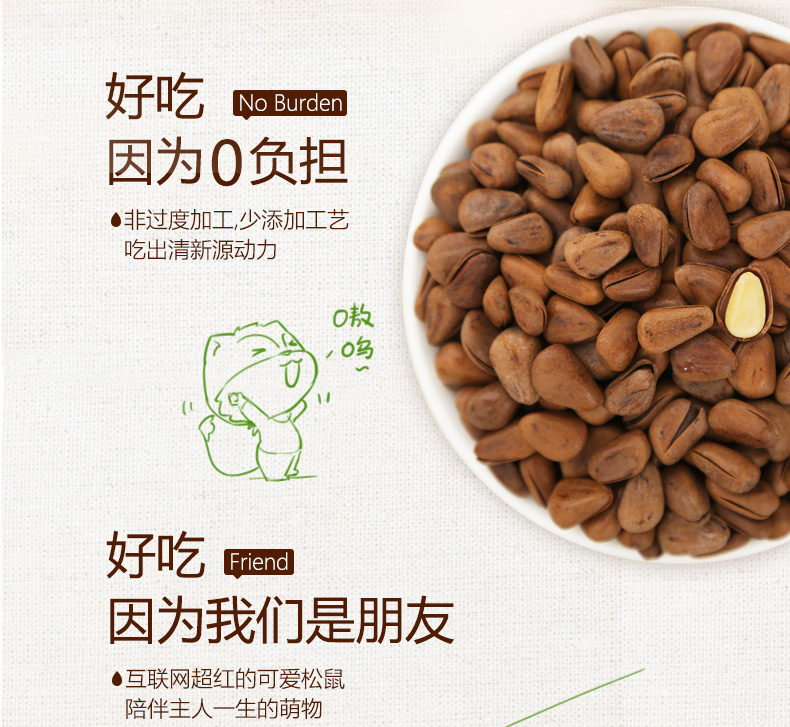 好吃 No Burden
因为0负担
非过度加工,少添加工艺
吃出清新源动力
嗷
呜~
好吃 Friend
因为我们是朋友
互联网超红的可爱松鼠
陪伴主人一生的萌物